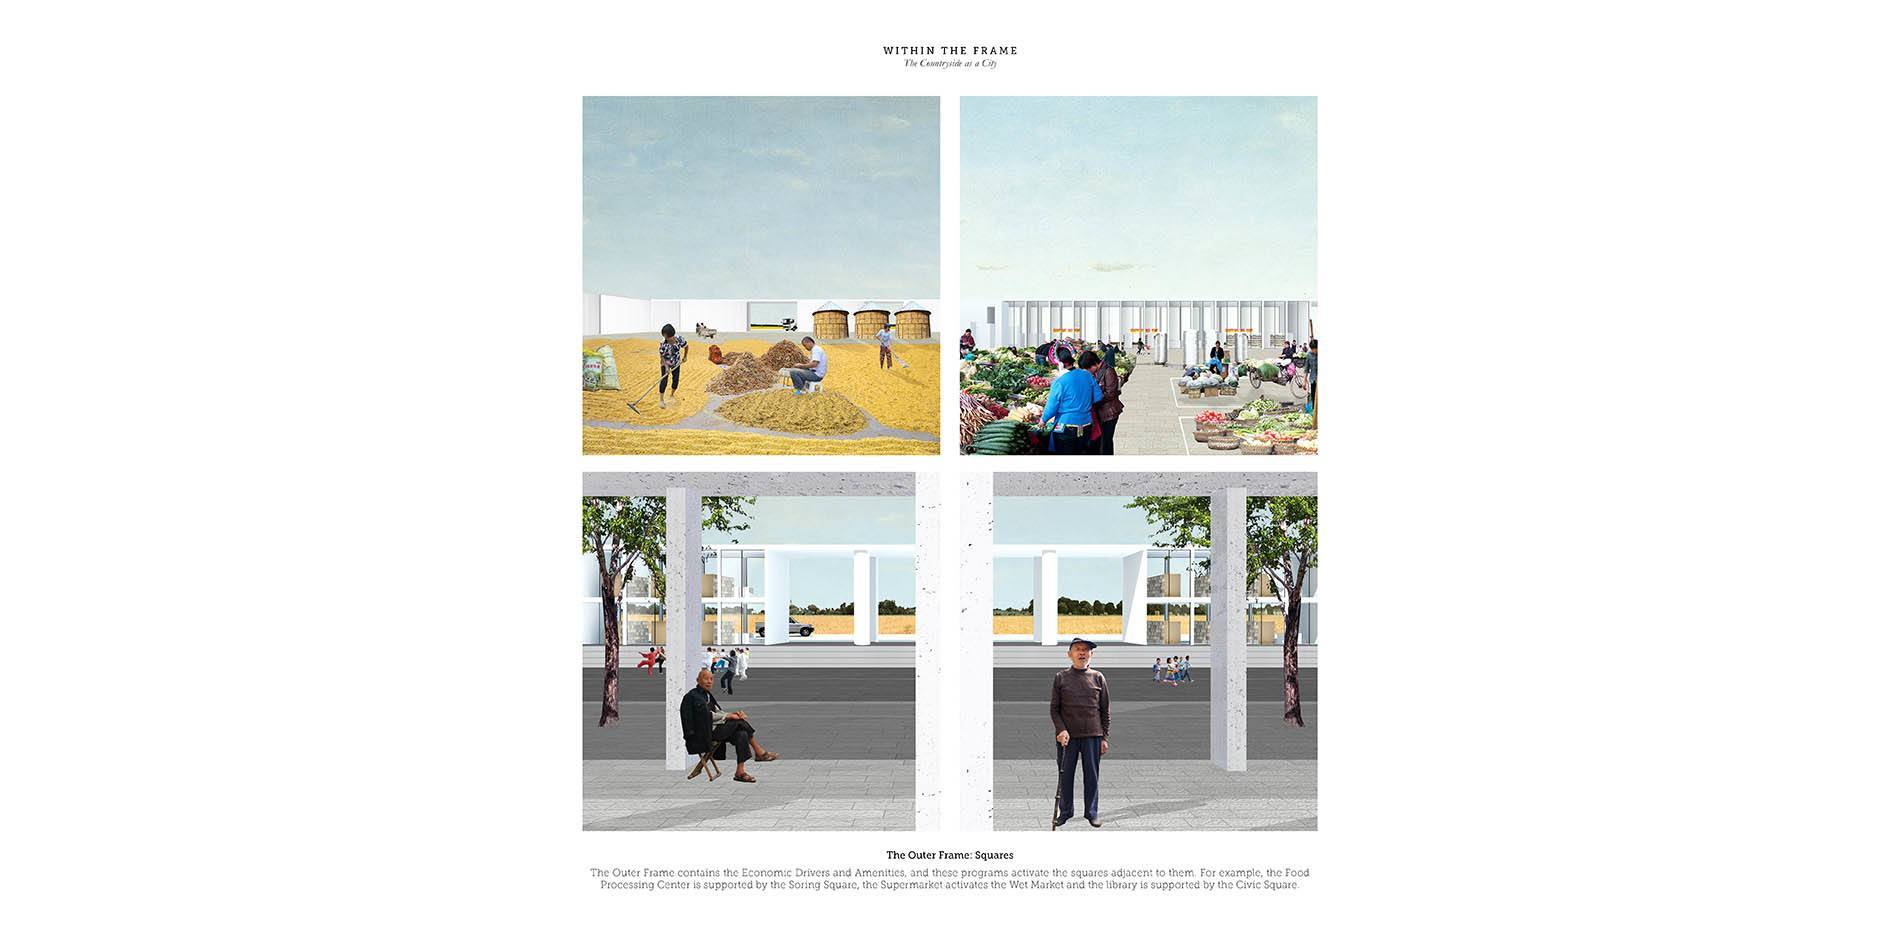 WITHIN THE FRAME
The Countryside as a City
The Outer Frame: Squares
The Outer Frame contains the Economic Drivers and Amenities, and these programs activate the squares adjacent to them. For example, the Food
Processing Center is supported by the Soring Square, the Supermarket activates the Wet Market and the library is supported by the Civic Square.